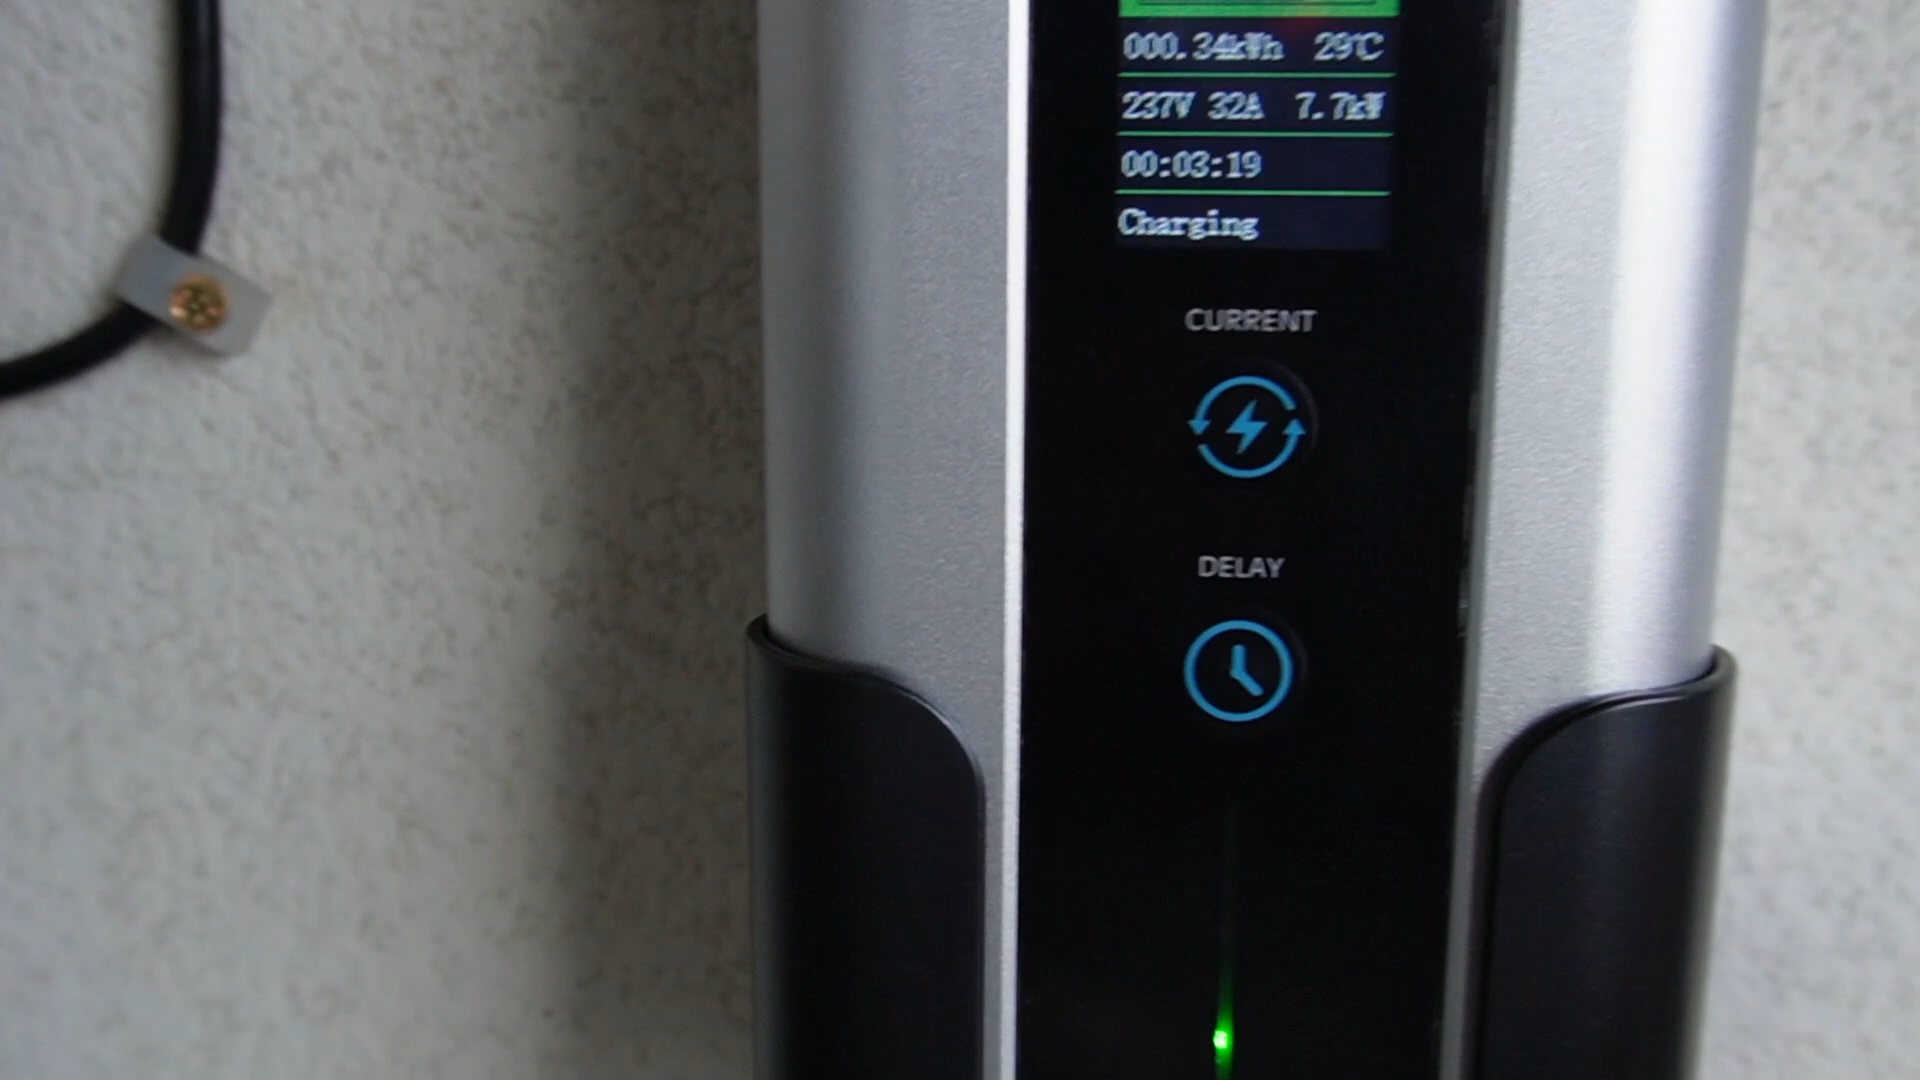 000.34kWh 29℃
237V 32A 7.7kW
00:03:19
Charging
CURRENT
DELAY